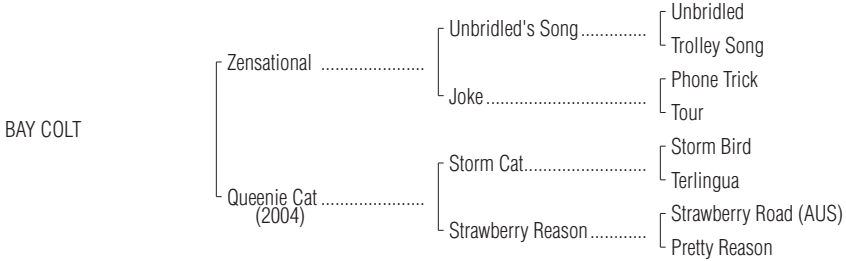 Unbridled
Unbridled's Song..............
Trolley Song
Zensational ......................
Phone Trick
Joke..................................
Tour
BAY COLT
Storm Bird
Storm Cat..........................
Terlingua
Queenie Cat ......................
(2004)
Strawberry Road (AUS)
Strawberry Reason............
Pretty Reason